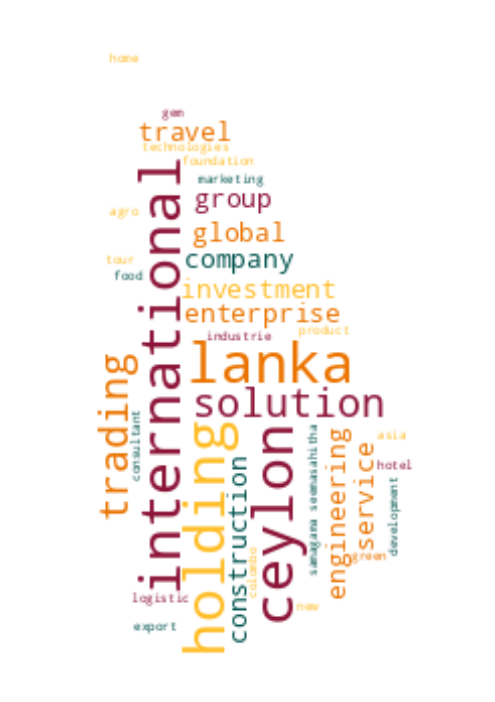 home
gem
travel
technologies
foundation
marketing
group
agro
global
company
tour
food
investment
enterprise
product
industrie
international
lanka
trading
solution
consultant
holding
ceylon
construction
samagama seemasahitha
engineering
service
asia
hotel
development
green
colombo
logistic
new
export